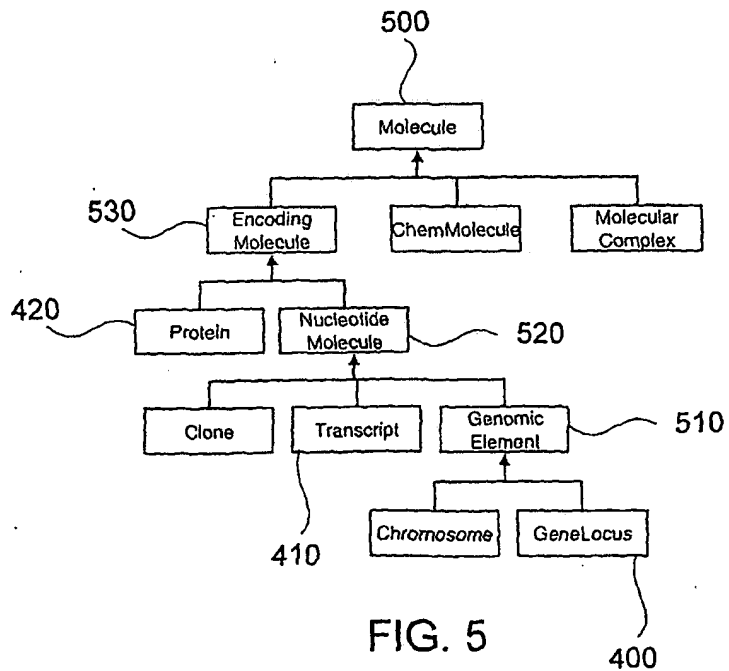 500
Molecule
530
Encoding
Molecule
ChemMolecule
Molecular
Complex
420
Protein
Nucleotide
Molecule
520
Clone
Transcript
Genomic
Element
510
410
Chromosome
GeneLocus
400
FIG. 5